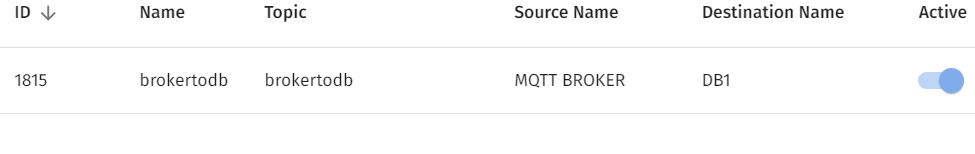 ID ↓ Name Topic Source Name Destination Name Active
1815 brokertodb brokertodb MQTT BROKER DB1